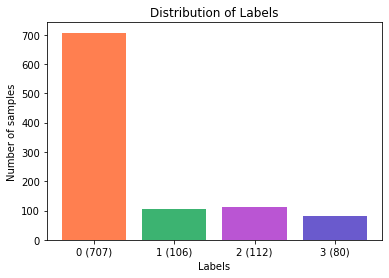 Distribution of Labels
Number of samples
700
600
500
400
300
200
100
0
0 (707) 1 (106) 2 (112) 3 (80)
Labels